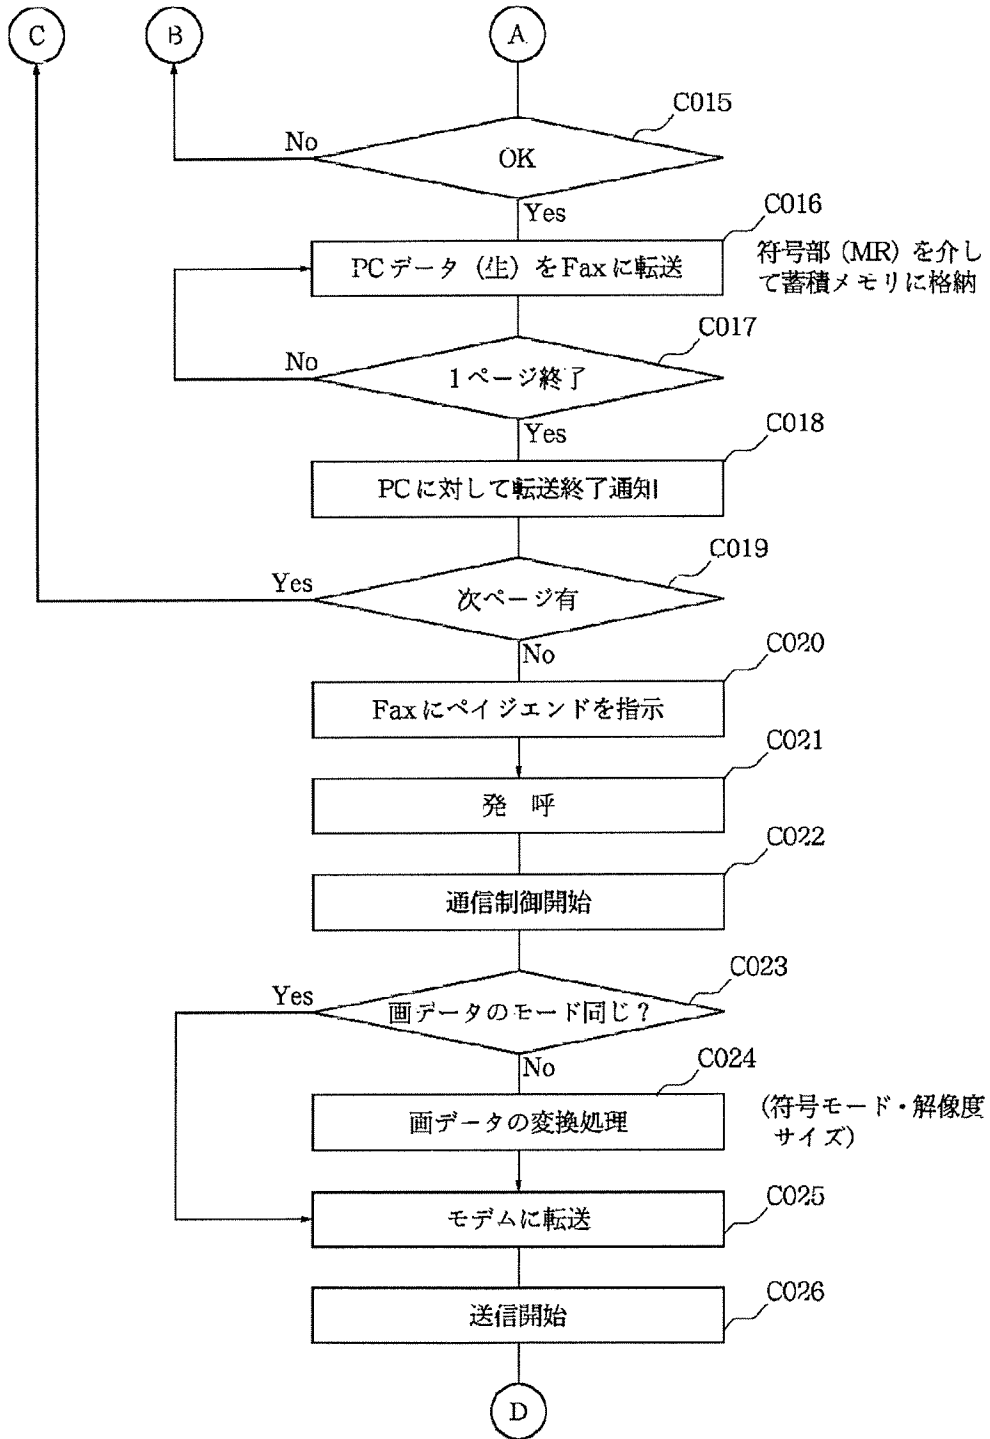 C
B
A
C015
No
OK
Yes
C016
PCデータ (生) をFaxに転送
符号部 (MR) を介し
て蓄積メモリに格納
C017
No
1ページ終了
Yes
C018
PCに対して転送終了通知
C019
Yes
次ページ有
No
C020
Faxにペイジエンドを指示
C021
発 呼
C022
通信制御開始
C023
Yes
画データのモード同じ?
No
C024
画データの変換処理
(符号モード・解像度
サイズ)
C025
モデムに転送
C026
送信開始
D